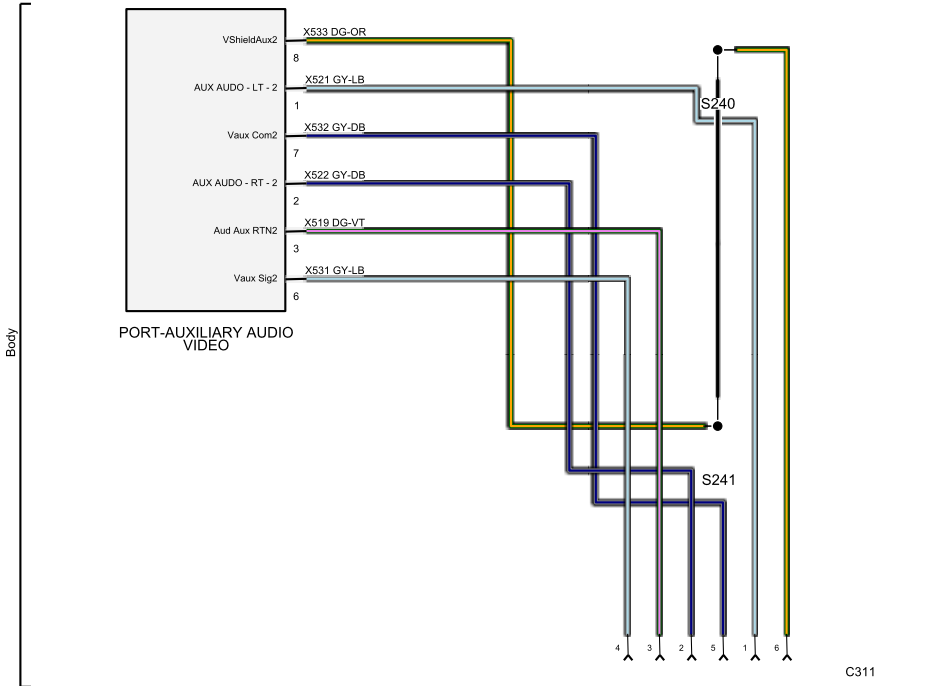 X533 DG-OR
VShieldAux2
8
X521 GY-LB
AUX AUDO - LT - 2
1
S240
X532 GY-DB
Vaux Com2
7
X522 GY-DB
AUX AUDO - RT - 2
2
X519 DG-VT
Aud Aux RTN2
3
X531 GY-LB
Vaux Sig2
6
PORT-AUXILIARY AUDIO
VIDEO
Body
S241
4 3 2 5 1 6
C311